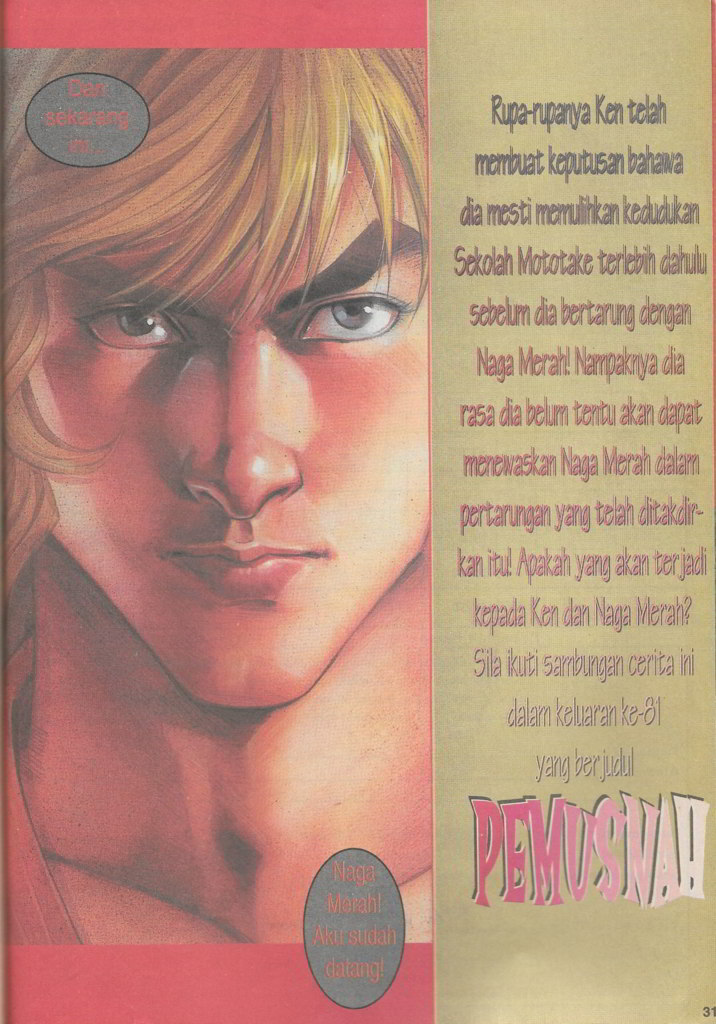 Dan
sekarang
ini...
Naga
Merah!
Aku sudah
datang!
Rupa-rupanya Ken telah
membuat keputusan bahawa
dia mesti memulihkan kedudukan
Sekolah Mototake terlebih dahulu
sebelum dia bertarung dengan
Naga Merah! Nampaknya dia
rasa dia belum tentu akan dapat
menewaskan Naga Merah dalam
pertarungan yang telah ditakdir-
kan itu! Apakah yang akan terjadi
kepada Ken dan Naga Merah?
Sila ikuti sambungan cerita ini
dalam keluaran ke-81
yang berjudul
PEMUSNAH
31